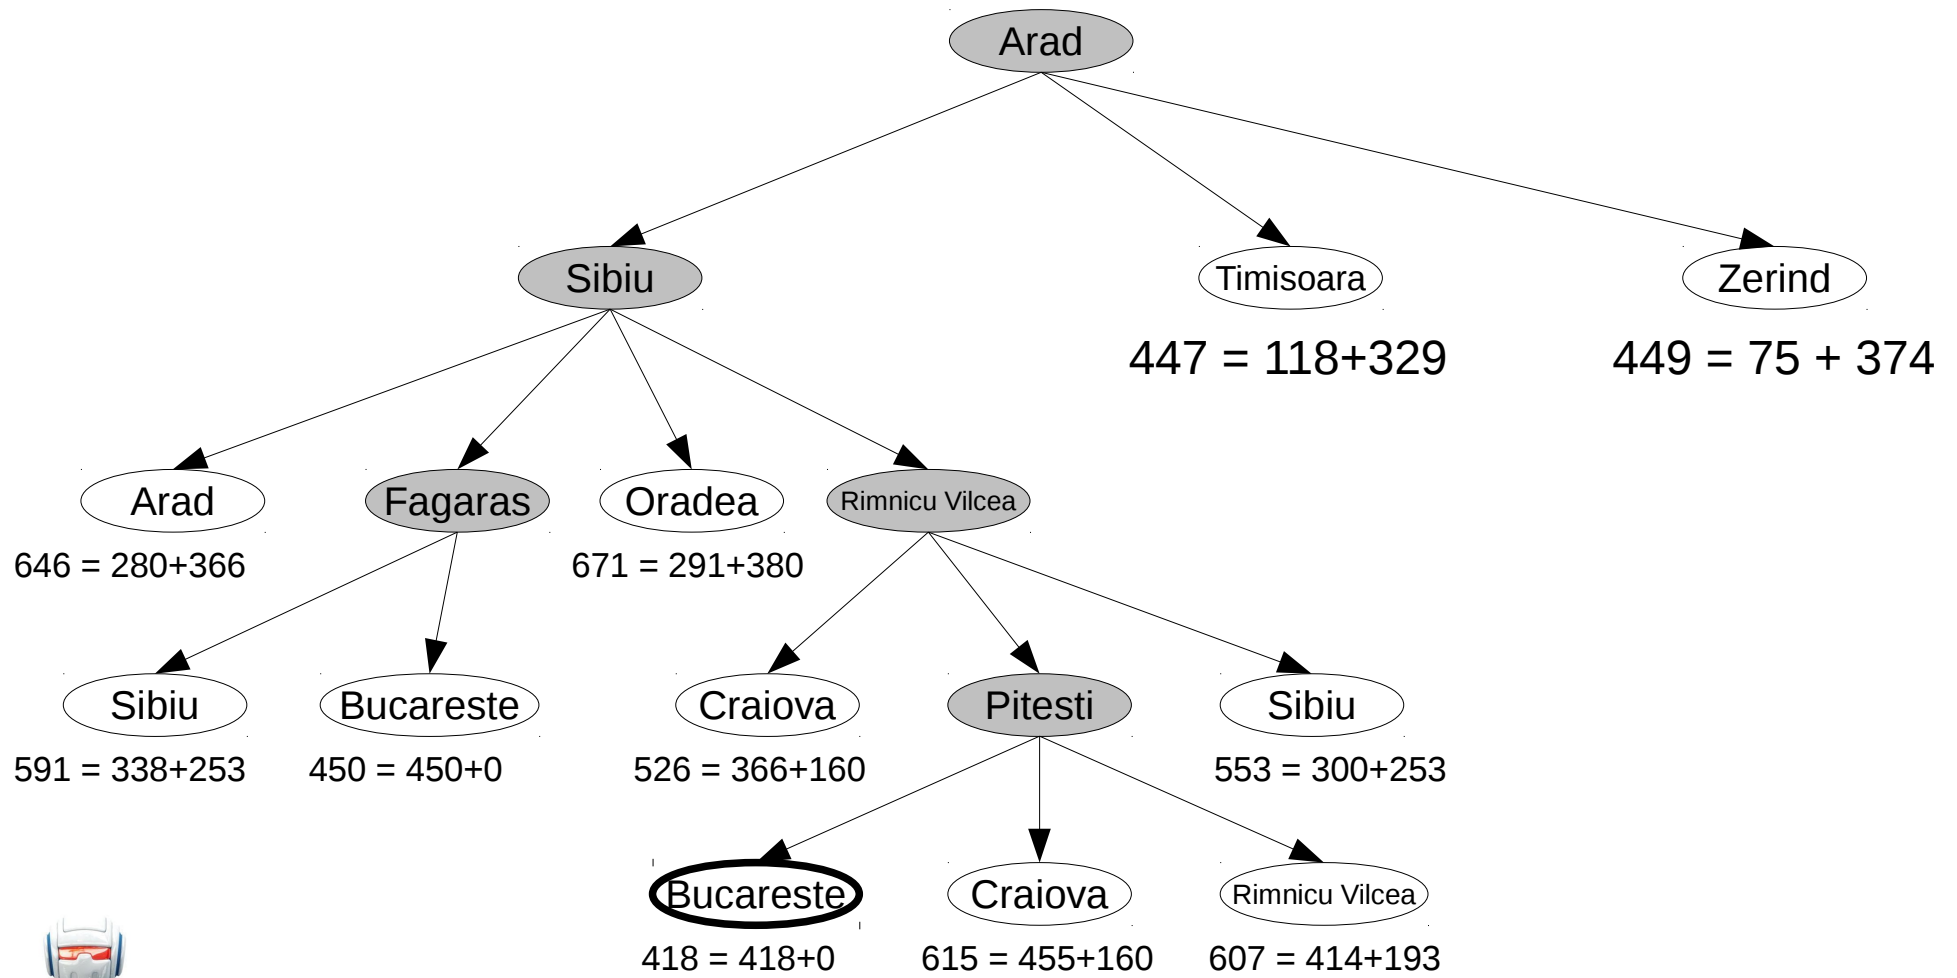 Arad
Sibiu
Timisoara
Zerind
447 = 118+329
449 = 75 + 374
Arad
Fagaras
Oradea
Rimnicu Vilcea
646 = 280+366
671 = 291+380
Sibiu
Bucareste
Craiova
Pitesti
Sibiu
591 = 338+253
450 = 450+0
526 = 366+160
553 = 300+253
Bucareste
Craiova
Rimnicu Vilcea
418 = 418+0
615 = 455+160
607 = 414+193